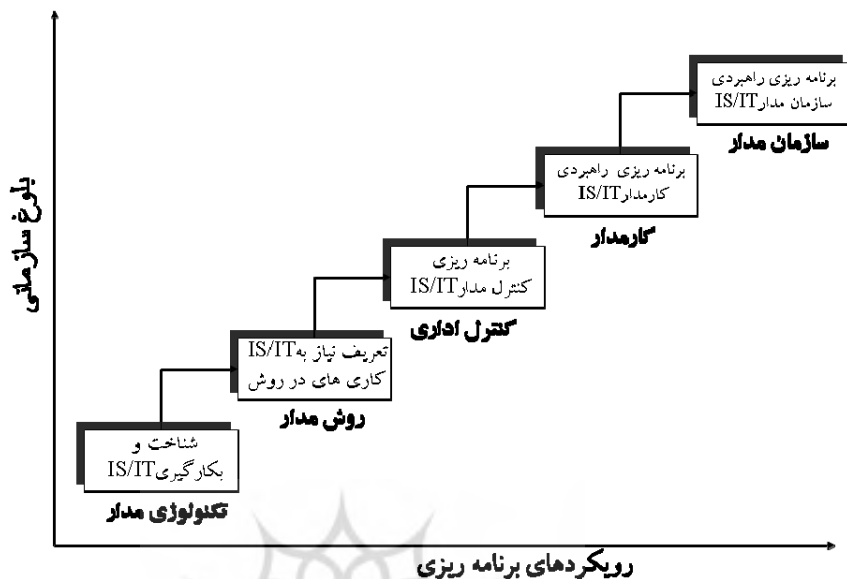 برنامه ریزی راهبردی
سازمان مدارIS/IT
سازمان مدار
برنامه ریزی راهبردی
کارمدارIS/IT
کارمدار
برنامه ریزی
کنترل مدارIS/IT
کنترل اداری
تعریف نیاز بهIS/IT
کاری های در روش
روش مدار
شناخت و
بکارگیریIS/IT
تکنولوژی مدار
بلوغ سازمانی
رویکردهای برنامه ریزی